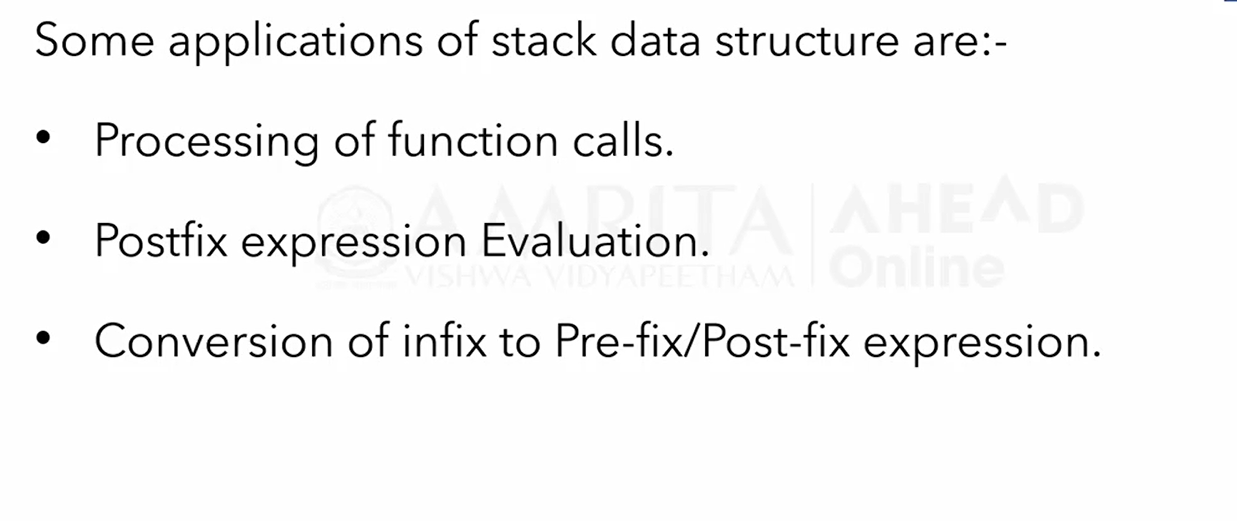 Some applications of stack data structure are:-
• Processing of function calls.
• Postfix expression Evaluation.
AMRITA AHEAD
VISHWA VIDYAPEETHAM Online
• Conversion of infix to Pre-fix/Post-fix expression.